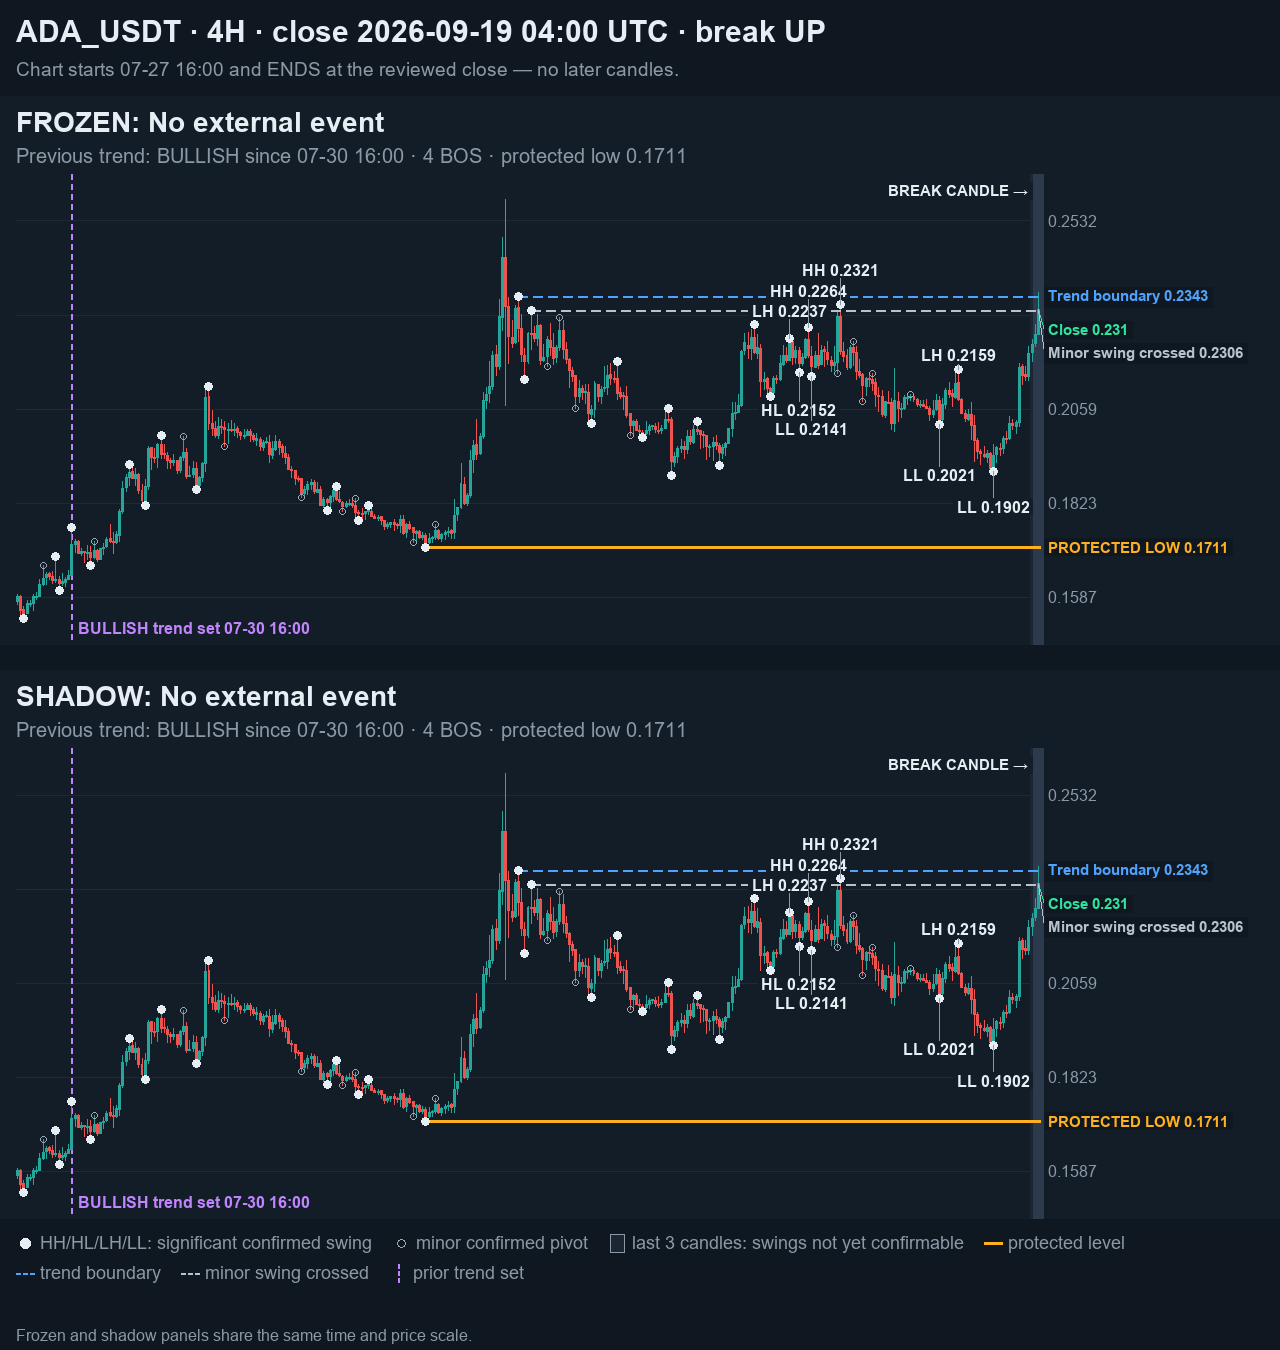 ADA_USDT · 4H · close 2026-09-19 04:00 UTC · break UP
Chart starts 07-27 16:00 and ENDS at the reviewed close — no later candles.
FROZEN: No external event
Previous trend: BULLISH since 07-30 16:00 · 4 BOS · protected low 0.1711
BREAK CANDLE →
0.2532
HH 0.2321
HH 0.2264
Trend boundary 0.2343
LH 0.2237
Close 0.231
LH 0.2159
Minor swing crossed 0.2306
HL 0.2152
0.2059
LL 0.2141
LL 0.2021
LL 0.1902
0.1823
PROTECTED LOW 0.1711
0.1587
BULLISH trend set 07-30 16:00
SHADOW: No external event
Previous trend: BULLISH since 07-30 16:00 · 4 BOS · protected low 0.1711
BREAK CANDLE →
0.2532
HH 0.2321
HH 0.2264
Trend boundary 0.2343
LH 0.2237
Close 0.231
LH 0.2159
Minor swing crossed 0.2306
HL 0.2152
0.2059
LL 0.2141
LL 0.2021
LL 0.1902
0.1823
PROTECTED LOW 0.1711
0.1587
BULLISH trend set 07-30 16:00
HH/HL/LH/LL: significant confirmed swing minor confirmed pivot last 3 candles: swings not yet confirmable protected level
trend boundary minor swing crossed prior trend set
Frozen and shadow panels share the same time and price scale.